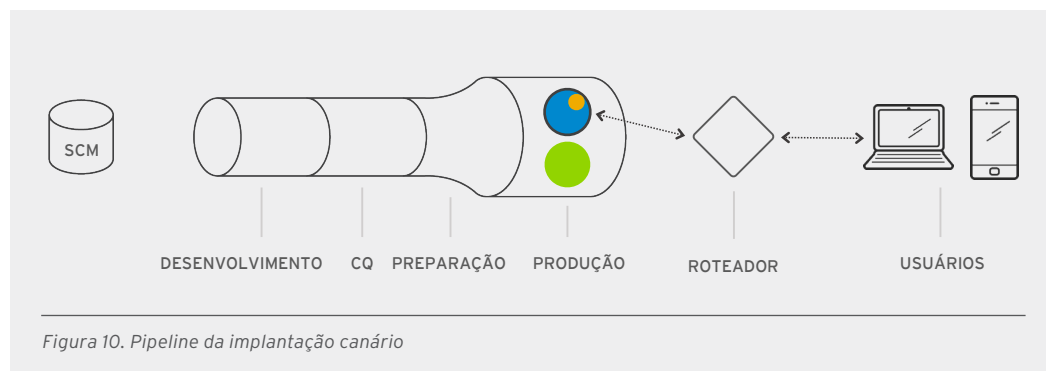 SCM
DESENVOLVIMENTO CQ PREPARAÇÃO PRODUÇÃO ROTEADOR USUÁRIOS
Figura 10. Pipeline da implantação canário